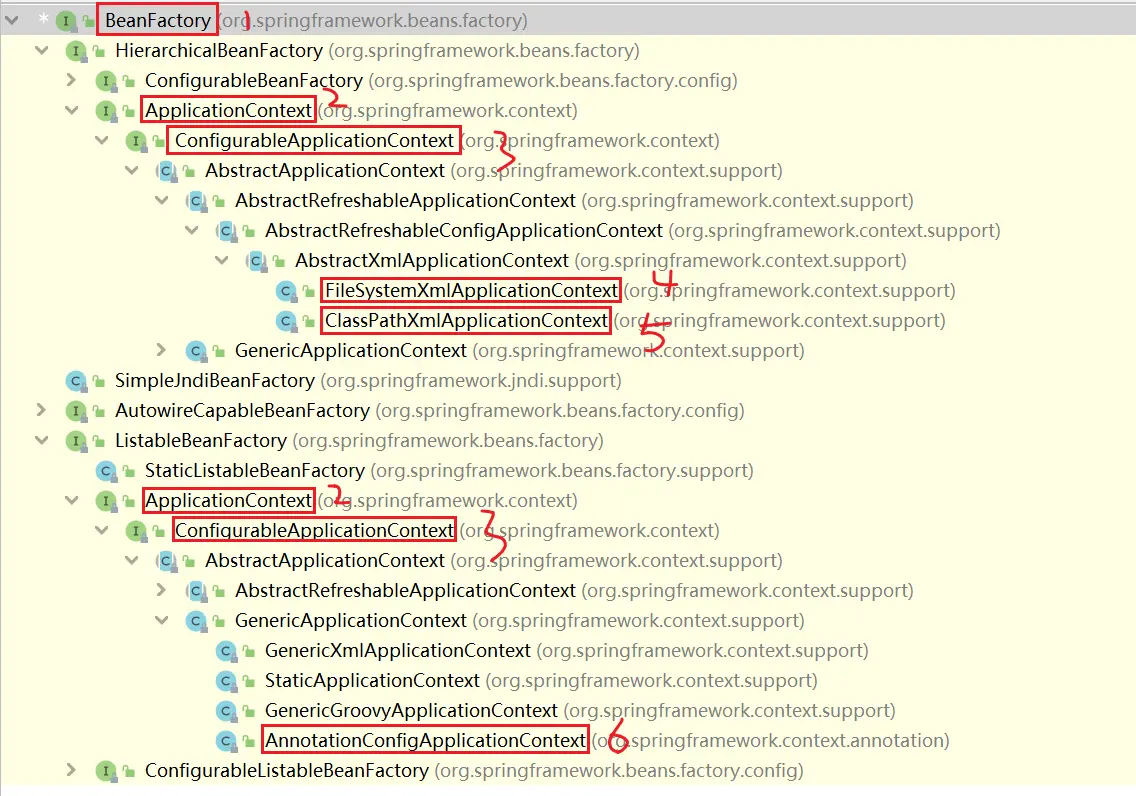 * BeanFactory 1 (org.springframework.beans.factory)
HierarchicalBeanFactory (org.springframework.beans.factory)
ConfigurableBeanFactory (org.springframework.beans.factory.config)
ApplicationContext 2 (org.springframework.context)
ConfigurableApplicationContext (org.springframework.context) 3
AbstractApplicationContext (org.springframework.context.support)
AbstractRefreshableApplicationContext (org.springframework.context.support)
AbstractRefreshableConfigApplicationContext (org.springframework.context.support)
AbstractXmlApplicationContext (org.springframework.context.support)
FileSystemXmlApplicationContext 4 (org.springframework.context.support)
ClassPathXmlApplicationContext 5 (org.springframework.context.support)
GenericApplicationContext (org.springframework.context.support)
SimpleJndiBeanFactory (org.springframework.jndi.support)
AutowireCapableBeanFactory (org.springframework.beans.factory.config)
ListableBeanFactory (org.springframework.beans.factory)
StaticListableBeanFactory (org.springframework.beans.factory.support)
ApplicationContext 2 (org.springframework.context)
ConfigurableApplicationContext 3 (org.springframework.context)
AbstractApplicationContext (org.springframework.context.support)
AbstractRefreshableApplicationContext (org.springframework.context.support)
GenericApplicationContext (org.springframework.context.support)
GenericXmlApplicationContext (org.springframework.context.support)
StaticApplicationContext (org.springframework.context.support)
GenericGroovyApplicationContext (org.springframework.context.support)
AnnotationConfigApplicationContext 6 (org.springframework.context.annotation)
ConfigurableListableBeanFactory (org.springframework.beans.factory.config)